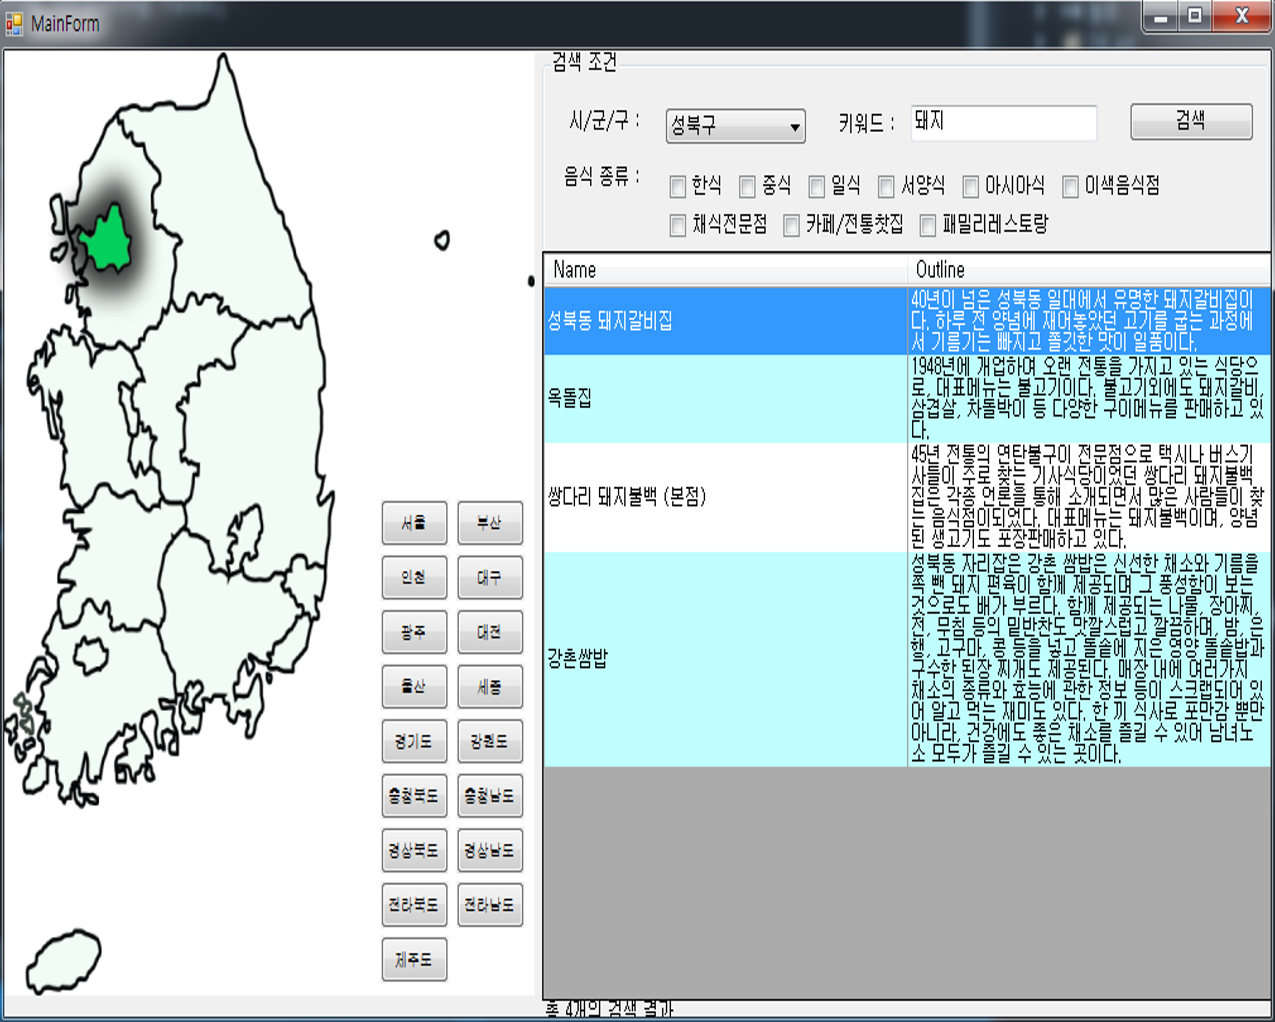 MainForm
검색 조건
시/군/구 : 성북구 키워드 : 돼지 검색
음식 종류 : 한식 중식 일식 서양식 아시아식 이색음식점
채식전문점 카페/전통찻집 패밀리레스토랑
Name Outline
성북동 돼지갈비집
40년이 넘은 성북동 일대에서 유명한 돼지갈비집이
다. 하루 전 양념에 재어놓았던 고기를 굽는 과정에
서 기름기는 빠지고 쫄깃한 맛이 일품이다.
옥돌집
1948년에 개업하며 오랜 전통을 가지고 있는 식당으
로, 대표메뉴는 불고기이다. 불고기외에도 돼지갈비,
삼겹살, 차돌박이 등 다양한 구이메뉴를 판매하고 있
다.
쌍다리 돼지불백 (본점)
45년 전통의 연탄불구이 전문점으로 택시나 버스기
사들이 주로 찾는 기사식당이었던 쌍다리 돼지불백
집은 각종 언론을 통해 소개되면서 많은 사람들이 찾
는 음식점이되었다. 대표메뉴는 돼지불백이며, 양념
된 생고기도 포장판매하고 있다.
강촌쌈밥
성북동 자리잡은 강촌 쌈밥은 신선한 채소와 기름을
쪽 뺀 돼지 편육이 함께 제공되며 그 풍성함이 보는
것으로도 배가 부르다. 함께 제공되는 나물, 장아찌,
전, 무침 등의 밑반찬도 맛깔스럽고 깔끔하며, 밤, 은
행, 고구마, 콩 등을 넣고 돌솥에 지은 영양 돌솥밥과
구수한 된장 찌개도 제공된다. 매장 내에 여러가지
채소의 종류와 효능에 관한 정보 등이 스크랩되어 있
어 알고 먹는 재미도 있다. 한 끼 식사로 포만감 뿐만
아니라, 건강에도 좋은 채소를 즐길 수 있어 남녀노
소 모두가 즐길 수 있는 곳이다.
서울 부산
인천 대구
광주 대전
울산 세종
경기도 강원도
충청북도 충청남도
경상북도 경상남도
전라북도 전라남도
제주도
총 4개의 검색 결과